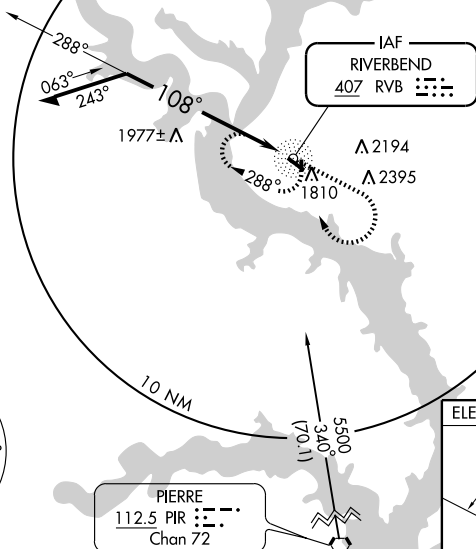 288°
063°
243°
108°
1977±
IAF
RIVERBEND
407 RVB
2194
2395
288°
1810
10 NM
5500
340°
(70.1)
PIERRE
112.5 PIR
Chan 72
ELE